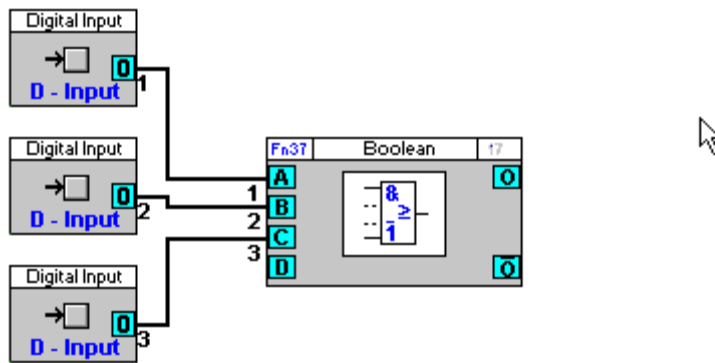 Digital Input
0
D - Input
1
Digital Input
0
D - Input
2
Digital Input
0
D - Input
3
Fn37 Boolean 17
1 A O
2 B
3 C
D O̅
&
≥
1